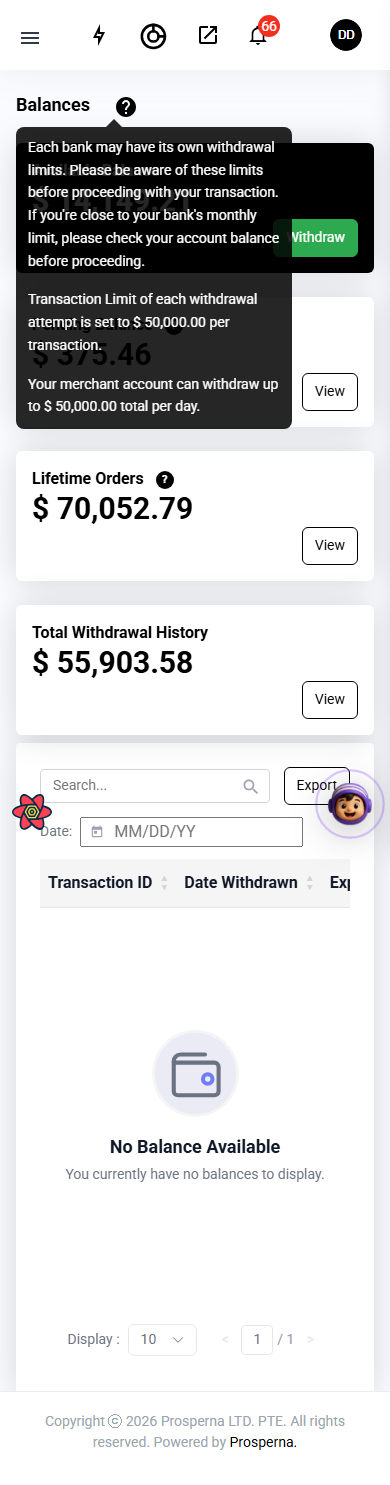 66
DD
Balances ?
Each bank may have its own withdrawal
limits. Please be aware of these limits
before proceeding with your transaction.
If you're close to your bank's monthly
limit, please check your account balance
before proceeding.
Withdraw
Transaction Limit of each withdrawal
attempt is set to $ 50,000.00 per
transaction.
$ 375.46
Your merchant account can withdraw up
to $ 50,000.00 total per day.
View
Lifetime Orders ?
$ 70,052.79
View
Total Withdrawal History
$ 55,903.58
View
Search...
Export
Date: MM/DD/YY
Transaction ID Date Withdrawn Exp
No Balance Available
You currently have no balances to display.
Display : 10 < 1 / 1 >
Copyright ⓒ 2026 Prosperna LTD. PTE. All rights
reserved. Powered by Prosperna.